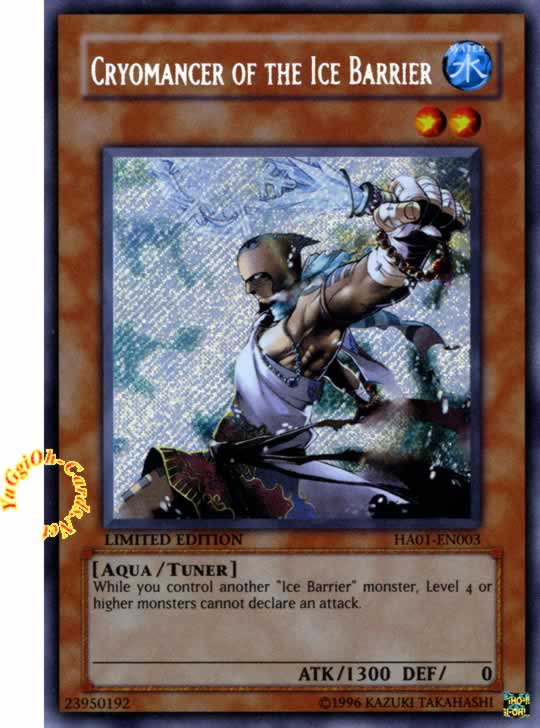 CRYOMANCER OF THE ICE BARRIER
WATER
水
YuGgiOh-Cards.Net
LIMITED EDITION HA01-EN003
[AQUA/TUNER]
While you control another "Ice Barrier" monster, Level 4 or
higher monsters cannot declare an attack.
ATK/1300 DEF/ 0
23950192 ©1996 KAZUKI TAKAHASHI